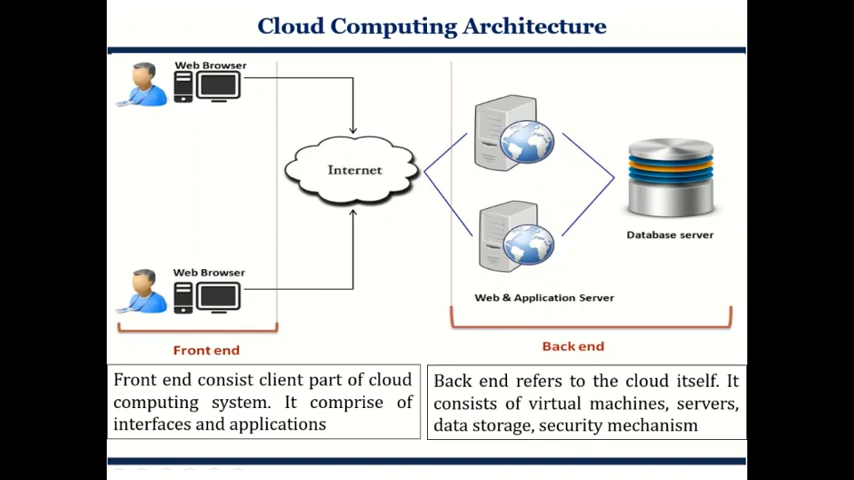 Cloud Computing Architecture
Web Browser
Internet
Database server
Web Browser
Web & Application Server
Front end
Back end
Front end consist client part of cloud
computing system. It comprise of
interfaces and applications
Back end refers to the cloud itself. It
consists of virtual machines, servers,
data storage, security mechanism